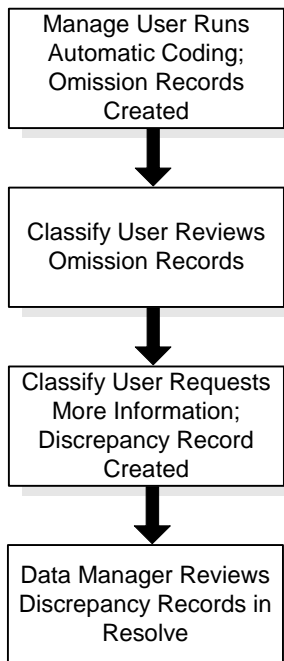 Manage User Runs
Automatic Coding;
Omission Records
Created
Classify User Reviews
Omission Records
Classify User Requests
More Information;
Discrepancy Record
Created
Data Manager Reviews
Discrepancy Records in
Resolve